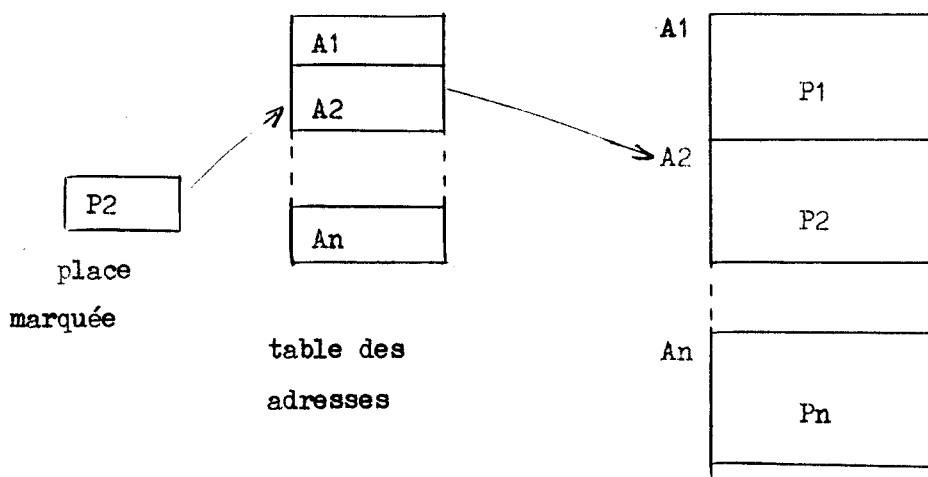 P2
place
marquée
A1
A2
An
table des
adresses
A1
P1
A2
P2
An
Pn